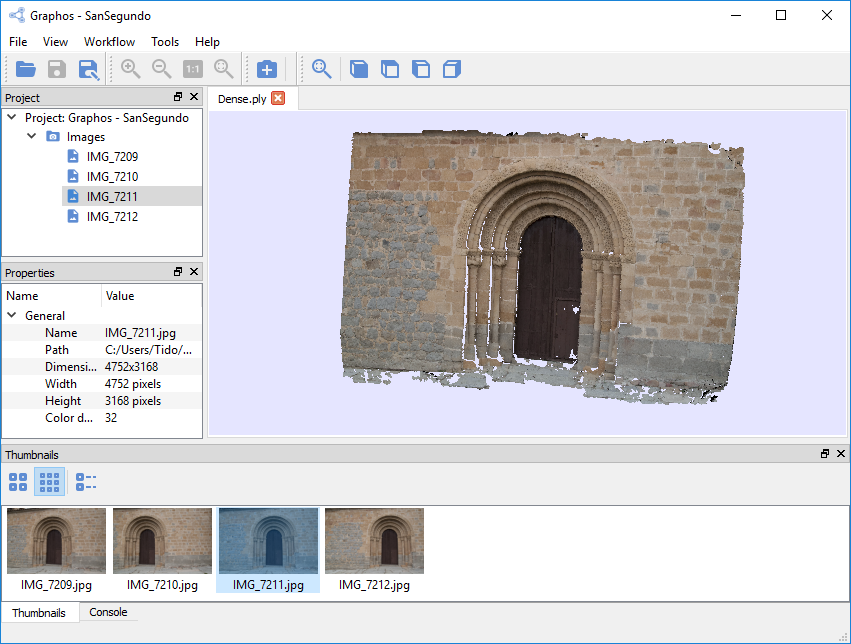 Graphos - SanSegundo
File View Workflow Tools Help
1:1
Project
Dense.ply
Project: Graphos - SanSegundo
Images
IMG_7209
IMG_7210
IMG_7211
IMG_7212
Properties
Name Value
General
Name IMG_7211.jpg
Path C:/Users/Tido/...
Dimensi... 4752x3168
Width 4752 pixels
Height 3168 pixels
Color d... 32
Thumbnails
IMG_7209.jpg IMG_7210.jpg IMG_7211.jpg IMG_7212.jpg
Thumbnails Console